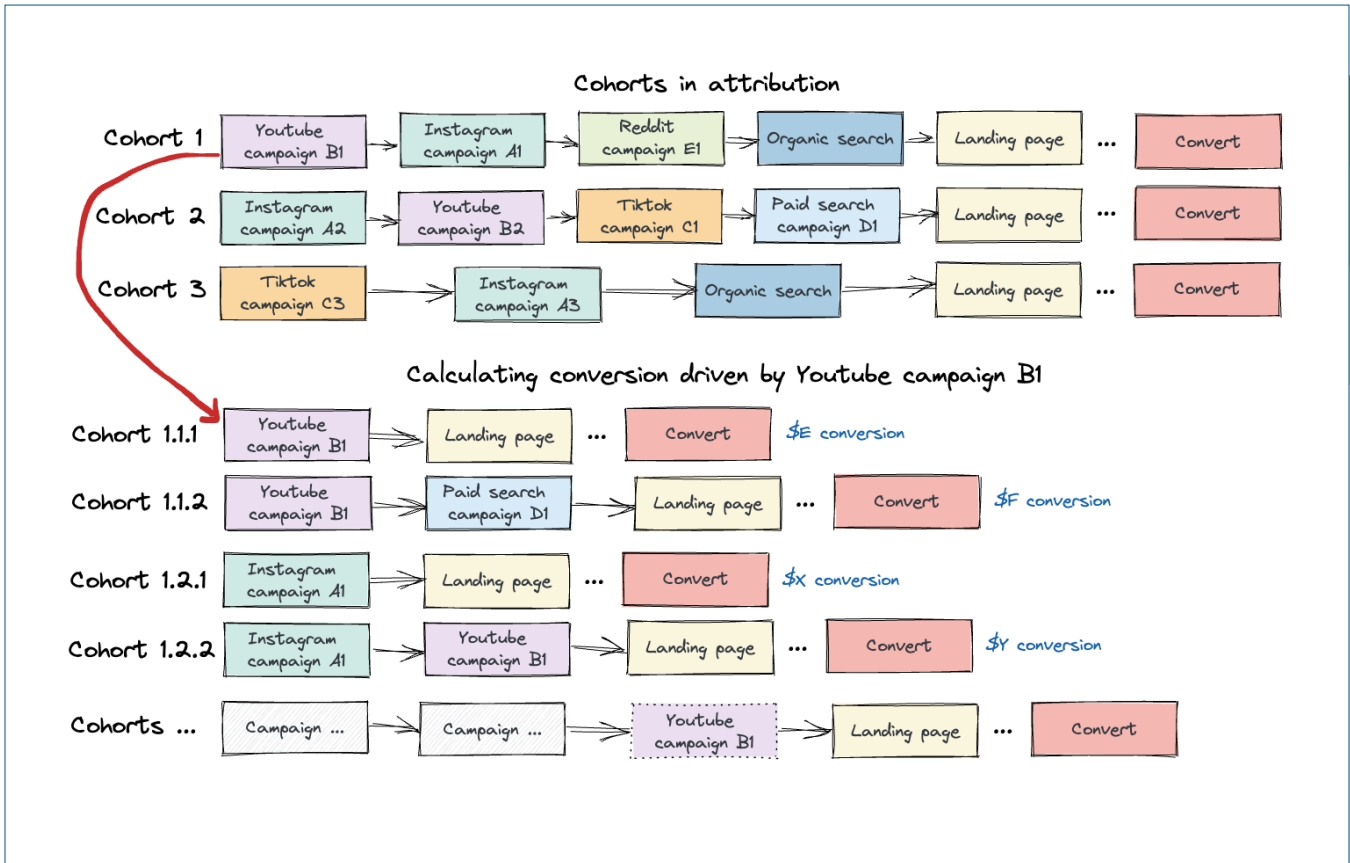 Cohorts in attribution
Cohort 1
Youtube
campaign B1
Instagram
campaign A1
Reddit
campaign E1
Organic search
Landing page
...
Convert
Cohort 2
Instagram
campaign A2
Youtube
campaign B2
Tiktok
campaign C1
Paid search
campaign D1
Landing page
...
Convert
Cohort 3
Tiktok
campaign C3
Instagram
campaign A3
Organic search
Landing page
...
Convert
Calculating conversion driven by Youtube campaign B1
Cohort 1.1.1
Youtube
campaign B1
Landing page
...
Convert
$E conversion
Cohort 1.1.2
Youtube
campaign B1
Paid search
campaign D1
Landing page
...
Convert
$F conversion
Cohort 1.2.1
Instagram
campaign A1
Landing page
...
Convert
$X conversion
Cohort 1.2.2
Instagram
campaign A1
Youtube
campaign B1
Landing page
...
Convert
$Y conversion
Cohorts ...
Campaign ...
Campaign ...
Youtube
campaign B1
Landing page
...
Convert